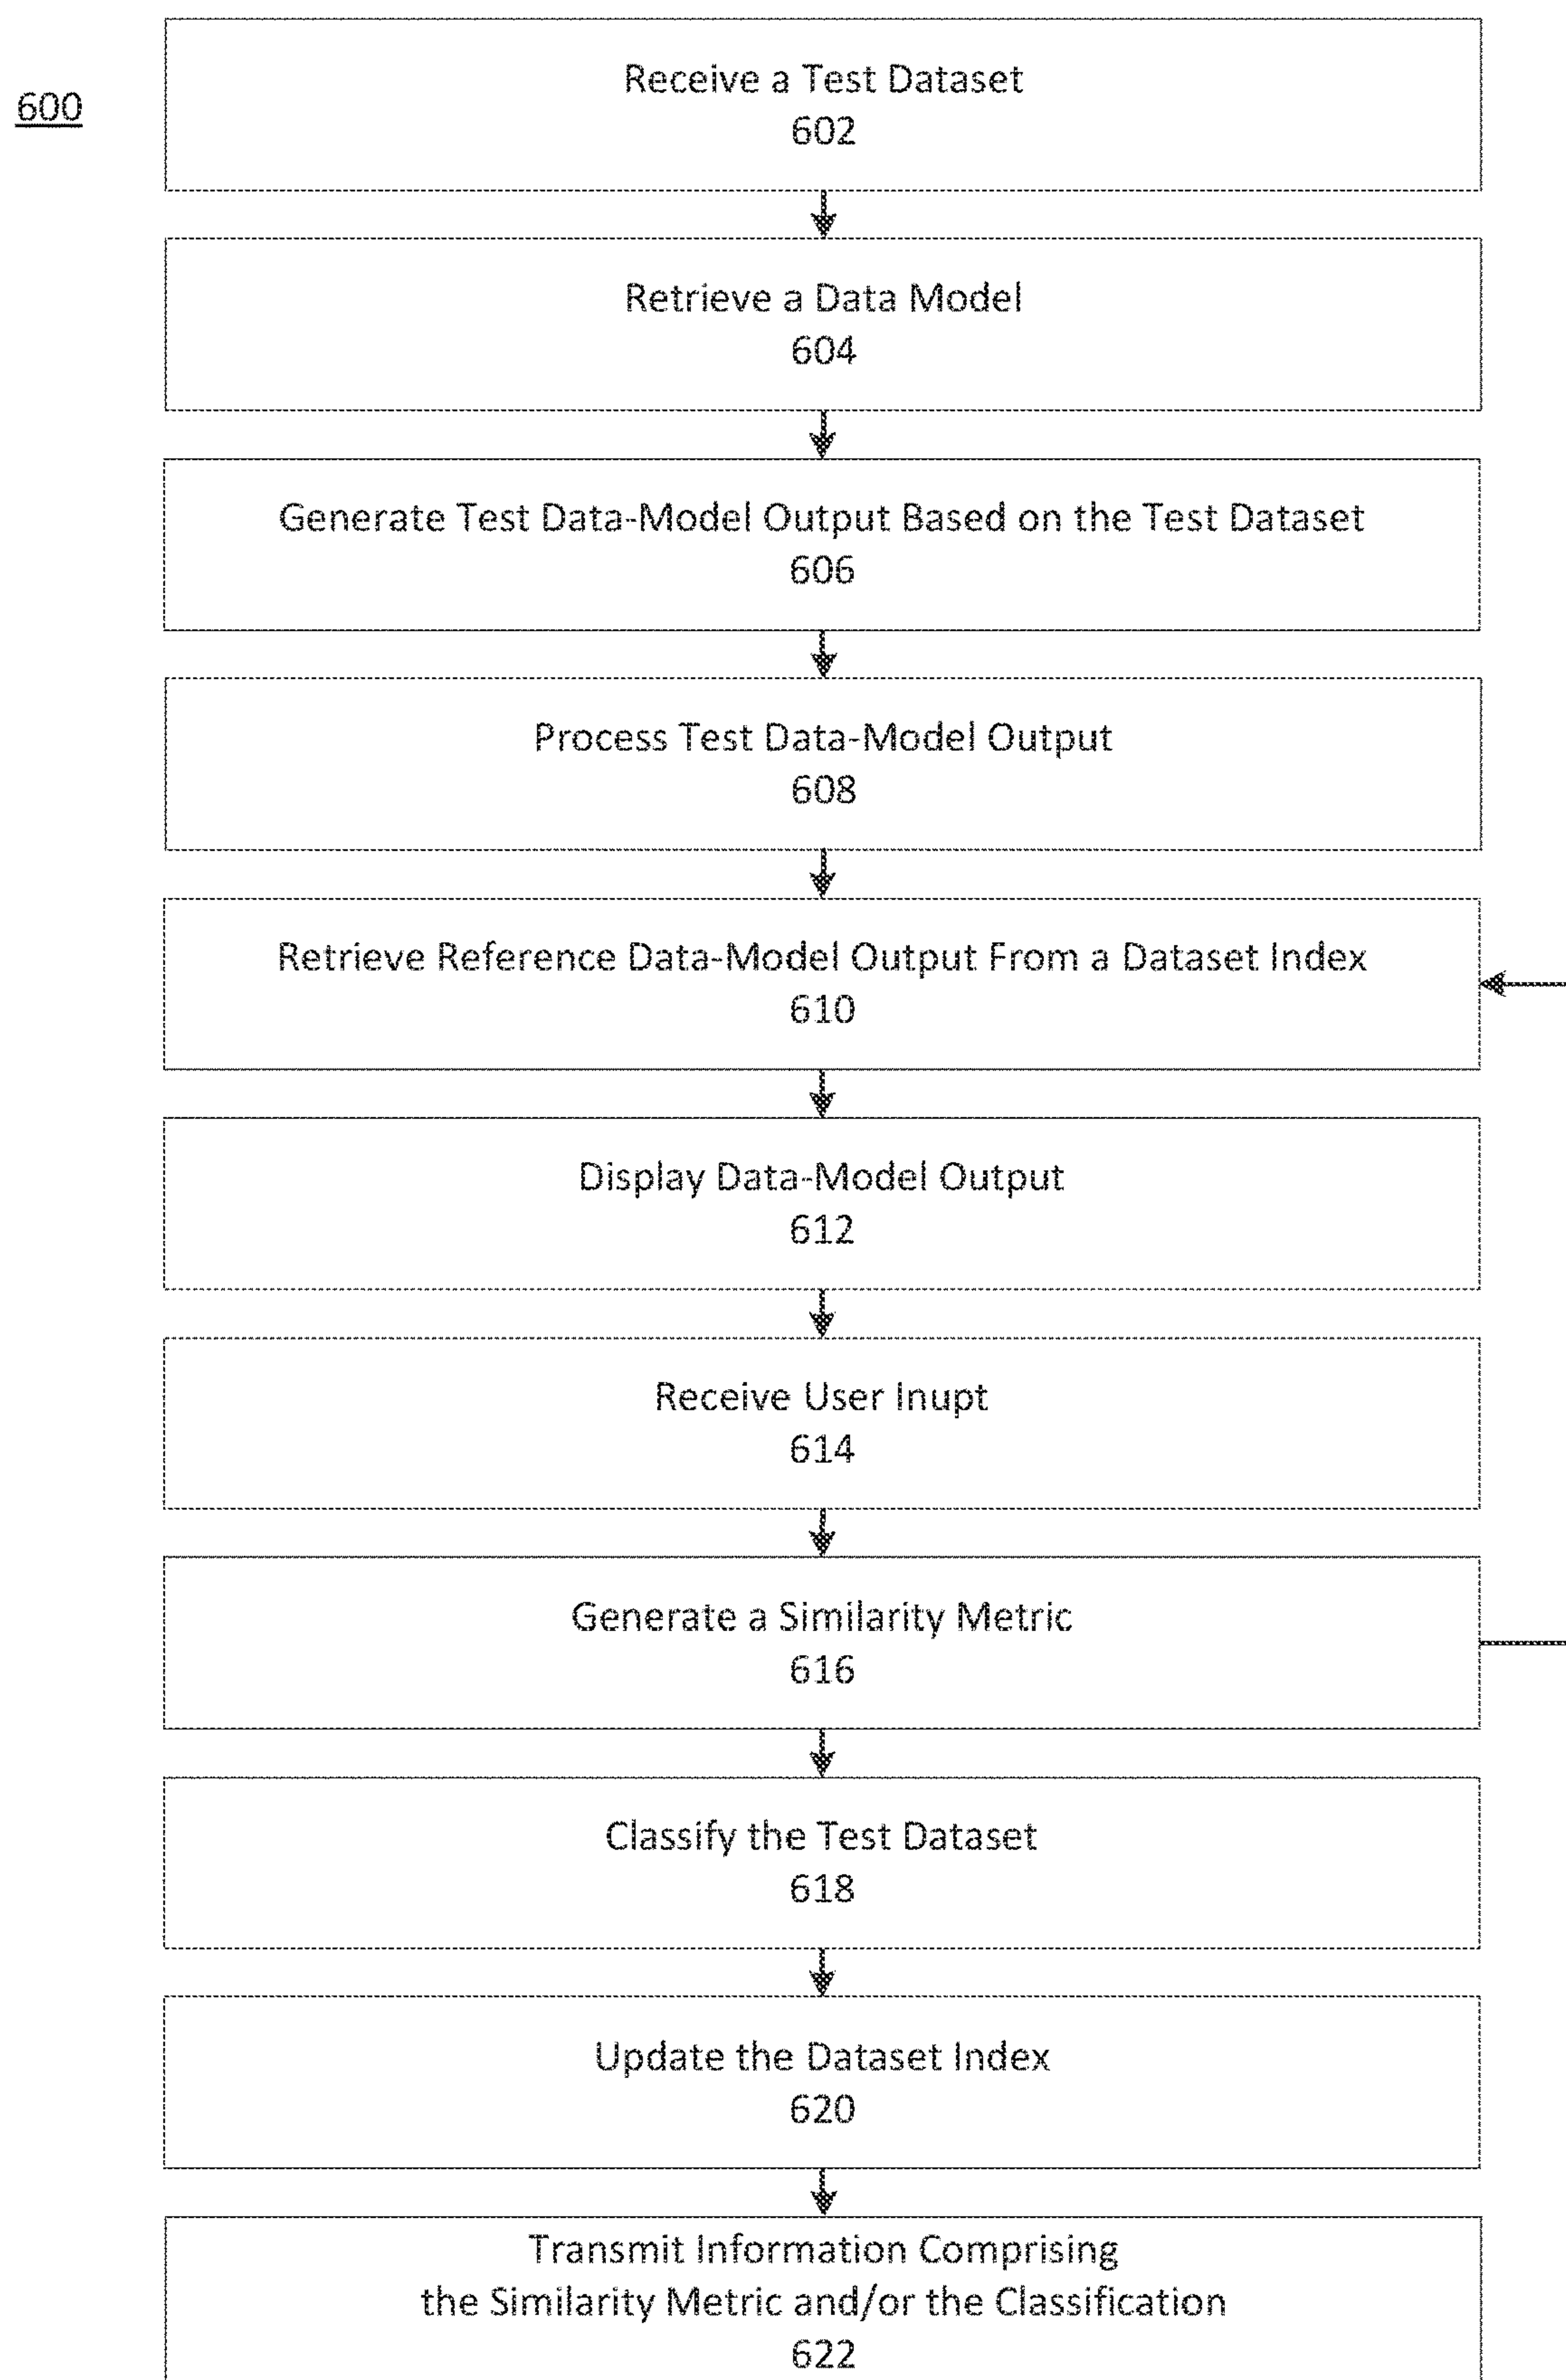 600
Receive a Test Dataset
602
Retrieve a Data Model
604
Generate Test Data-Model Output Based on the Test Dataset
606
Process Test Data-Model Output
608
Retrieve Reference Data-Model Output From a Dataset Index
610
Display Data-Model Output
612
Receive User Inupt
614
Generate a Similarity Metric
616
Classify the Test Dataset
618
Update the Dataset Index
620
Transmit Information Comprising
the Similarity Metric and/or the Classification
622